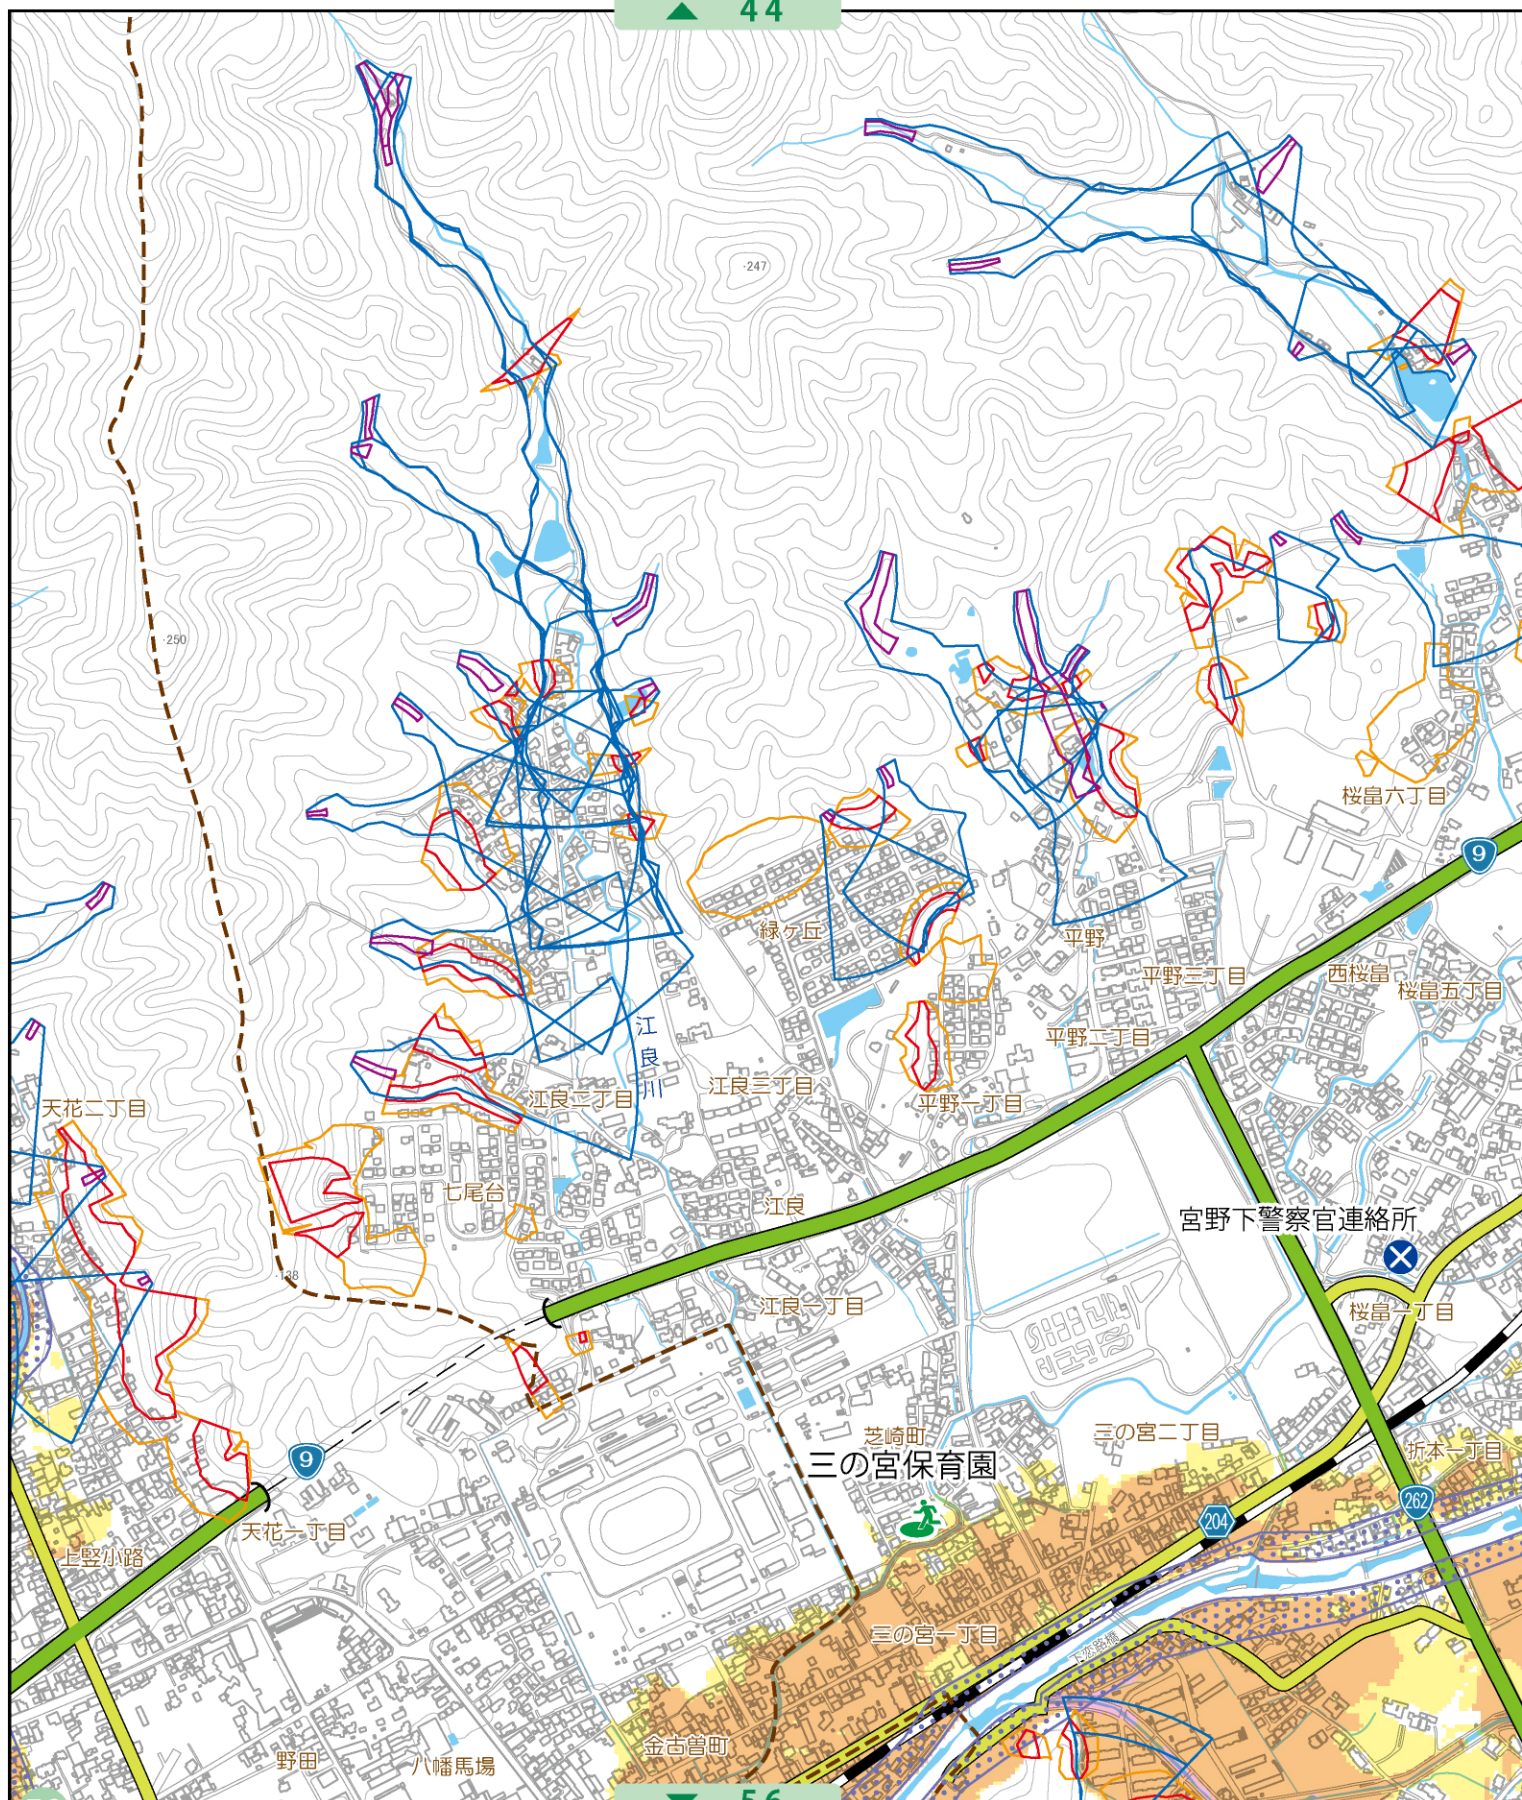 ▲ 44
·247
·250
桜畠六丁目
9
緑ヶ丘
平野
平野三丁目
西桜畠
桜畠五丁目
江良川
平野二丁目
江良三丁目
江良二丁目
平野一丁目
天花二丁目
七尾台
江良
宮野下警察官連絡所
·138
江良一丁目
桜畠一丁目
芝崎町
三の宮二丁目
折本一丁目
三の宮保育園
9
262
204
天花一丁目
上竪小路
三の宮一丁目
下恋路橋
金古曽町
野田
八幡馬場
▼ 56